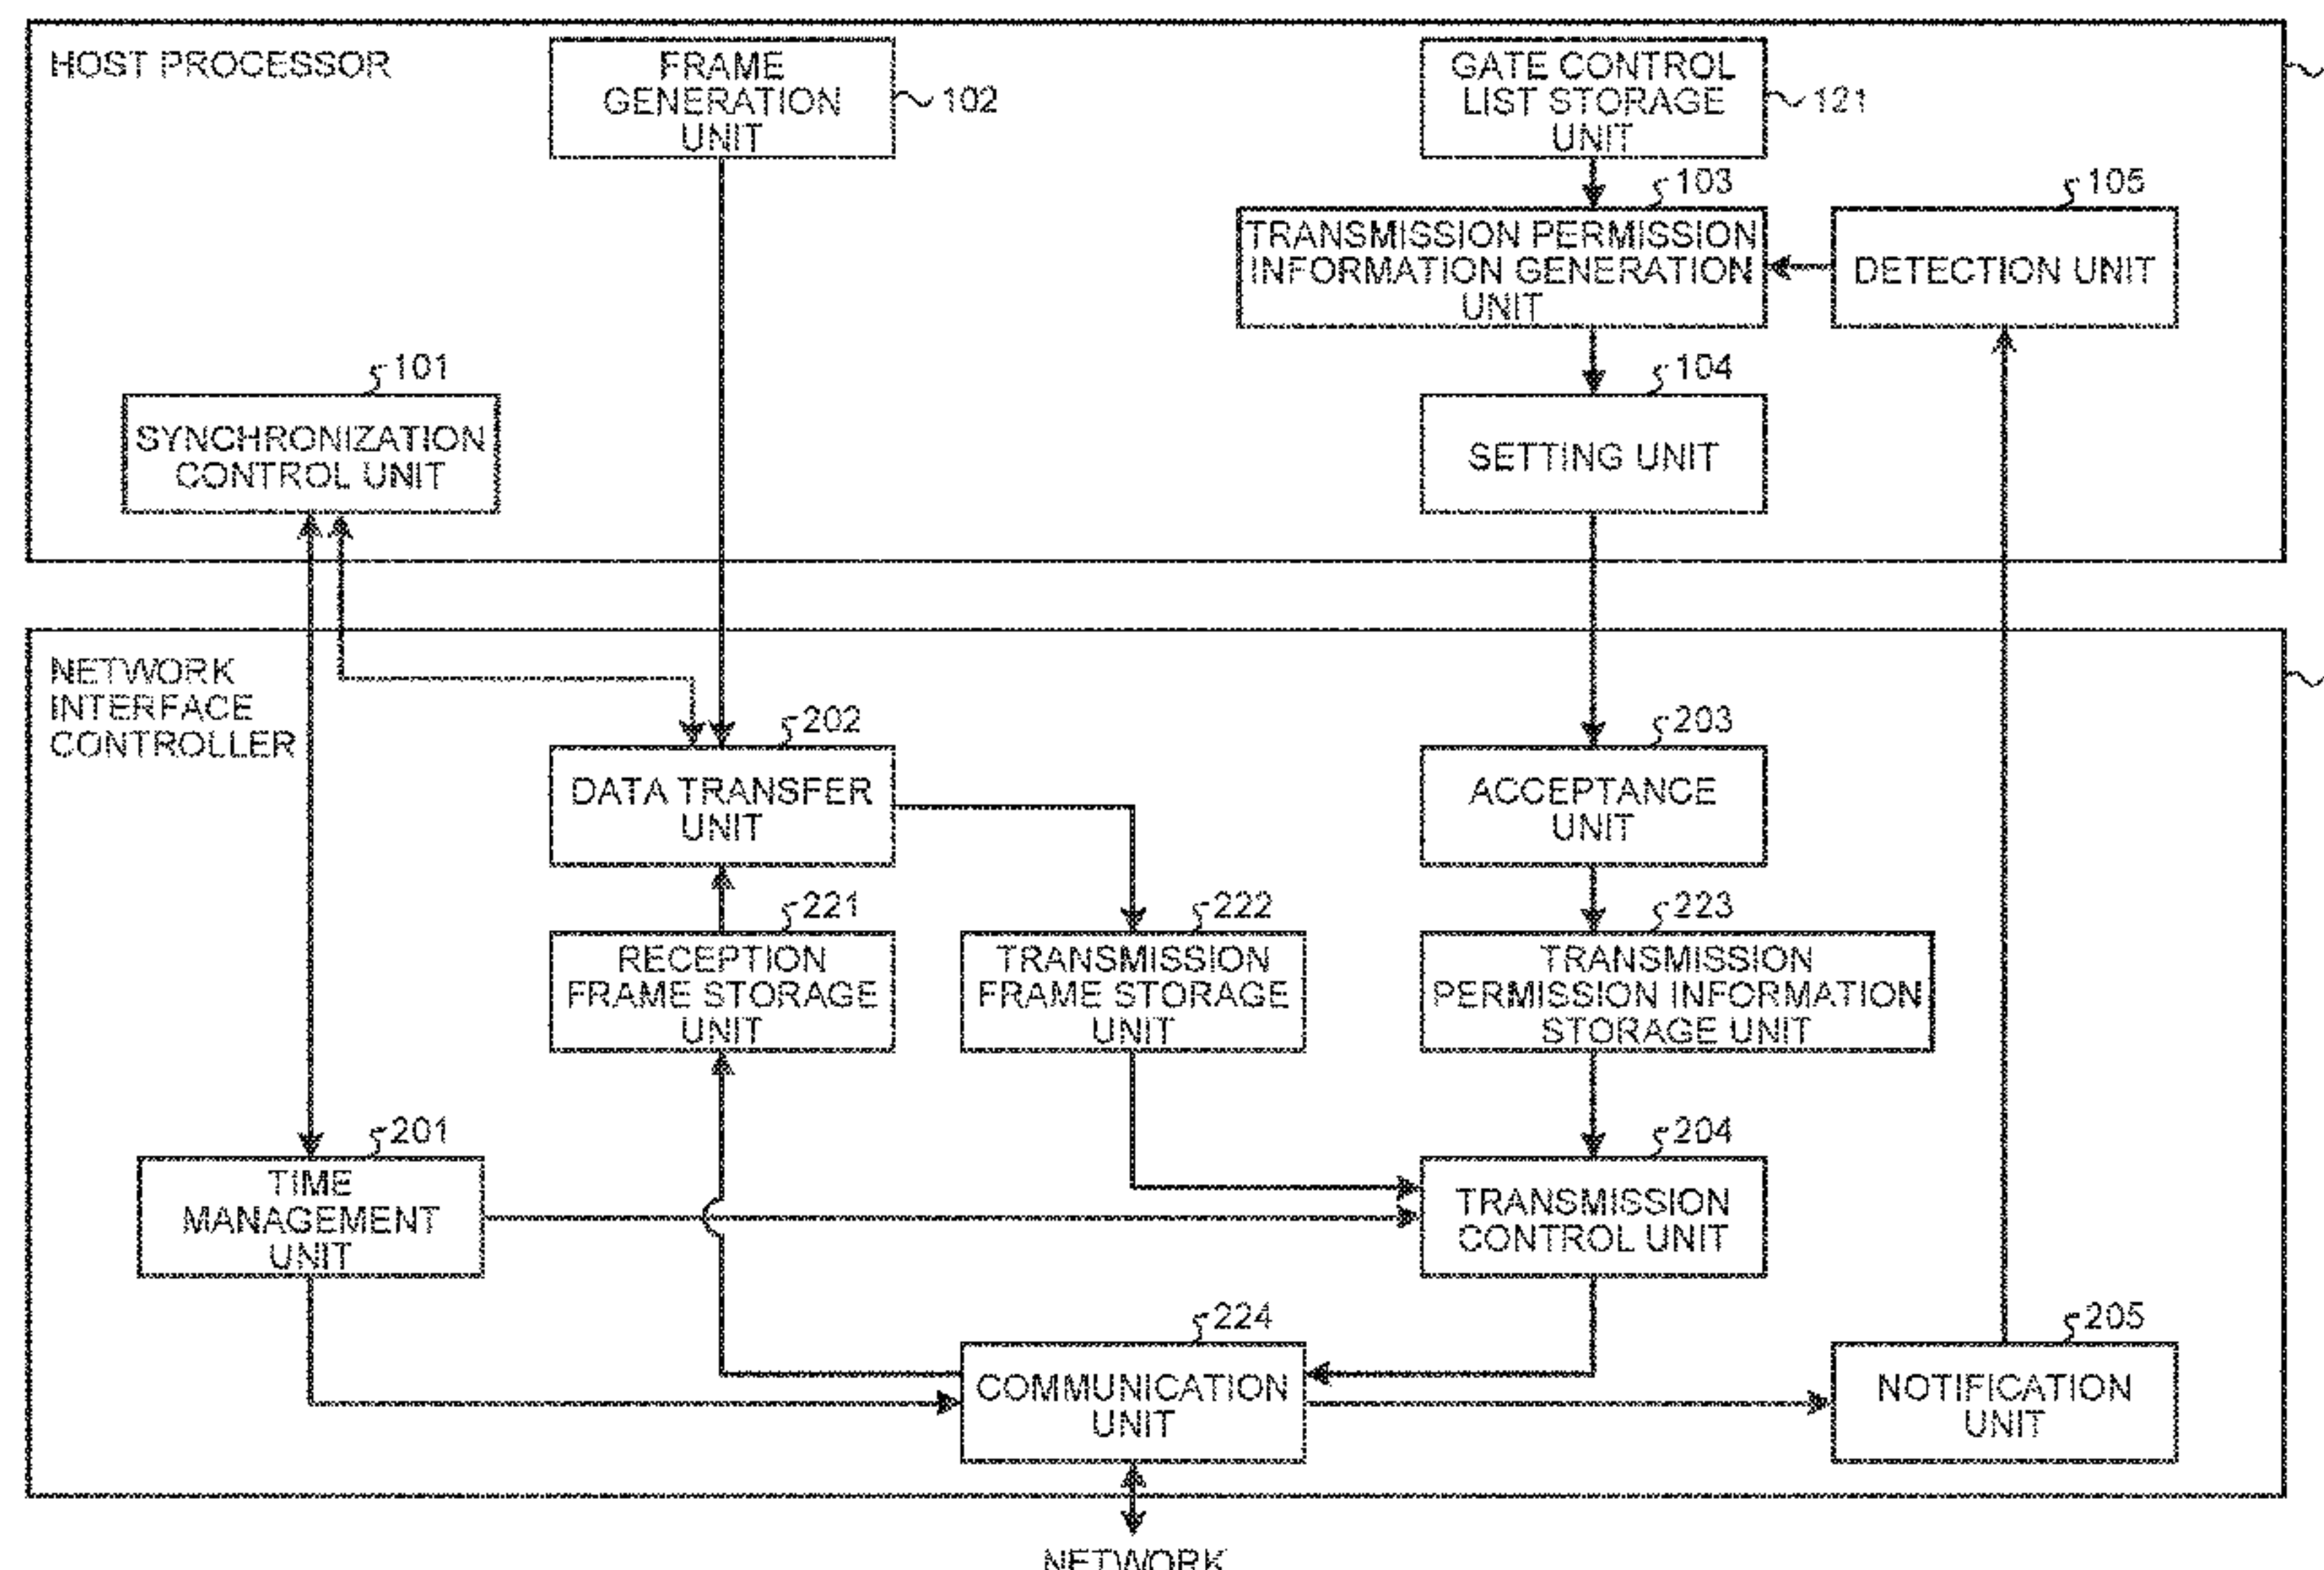 HOST PROCESSOR
FRAME
GENERATION
UNIT
102
GATE CONTROL
LIST STORAGE
UNIT
121
103
TRANSMISSION PERMISSION
INFORMATION GENERATION
UNIT
105
DETECTION UNIT
101
SYNCHRONIZATION
CONTROL UNIT
104
SETTING UNIT
NETWORK
INTERFACE
CONTROLLER
202
DATA TRANSFER
UNIT
203
ACCEPTANCE
UNIT
221
RECEPTION
FRAME STORAGE
UNIT
222
TRANSMISSION
FRAME STORAGE
UNIT
223
TRANSMISSION
PERMISSION INFORMATION
STORAGE UNIT
201
TIME
MANAGEMENT
UNIT
204
TRANSMISSION
CONTROL UNIT
224
COMMUNICATION
UNIT
205
NOTIFICATION
UNIT
NETWORK